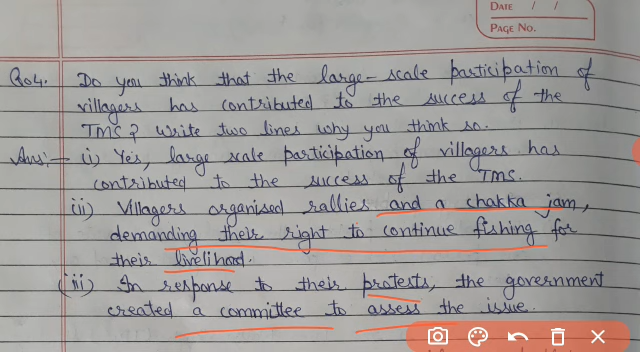 DATE / /
PAGE NO.
Qo4. Do you think that the large-scale participation of
villagers has contributed to the success of the
TMS? Write two lines why you think so.
Ans:- (i) Yes, large scale participation of villagers has
contributed to the success of the TMS.
(ii) Villagers organised rallies and a chakka jam,
demanding their right to continue fishing for
their livelihood.
(iii) In response to their protests, the government
created a committee to assess the issue.